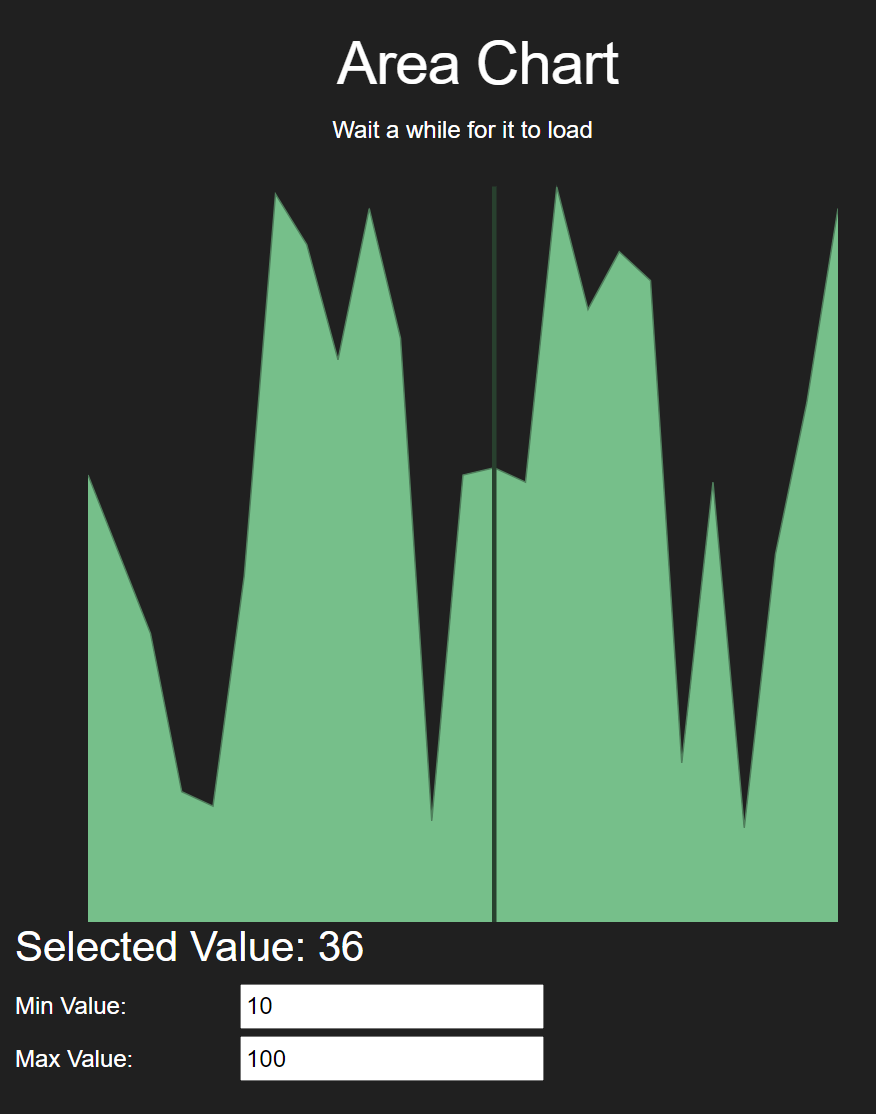 Area Chart
Wait a while for it to load
Selected Value: 36
Min Value: 10
Max Value: 100